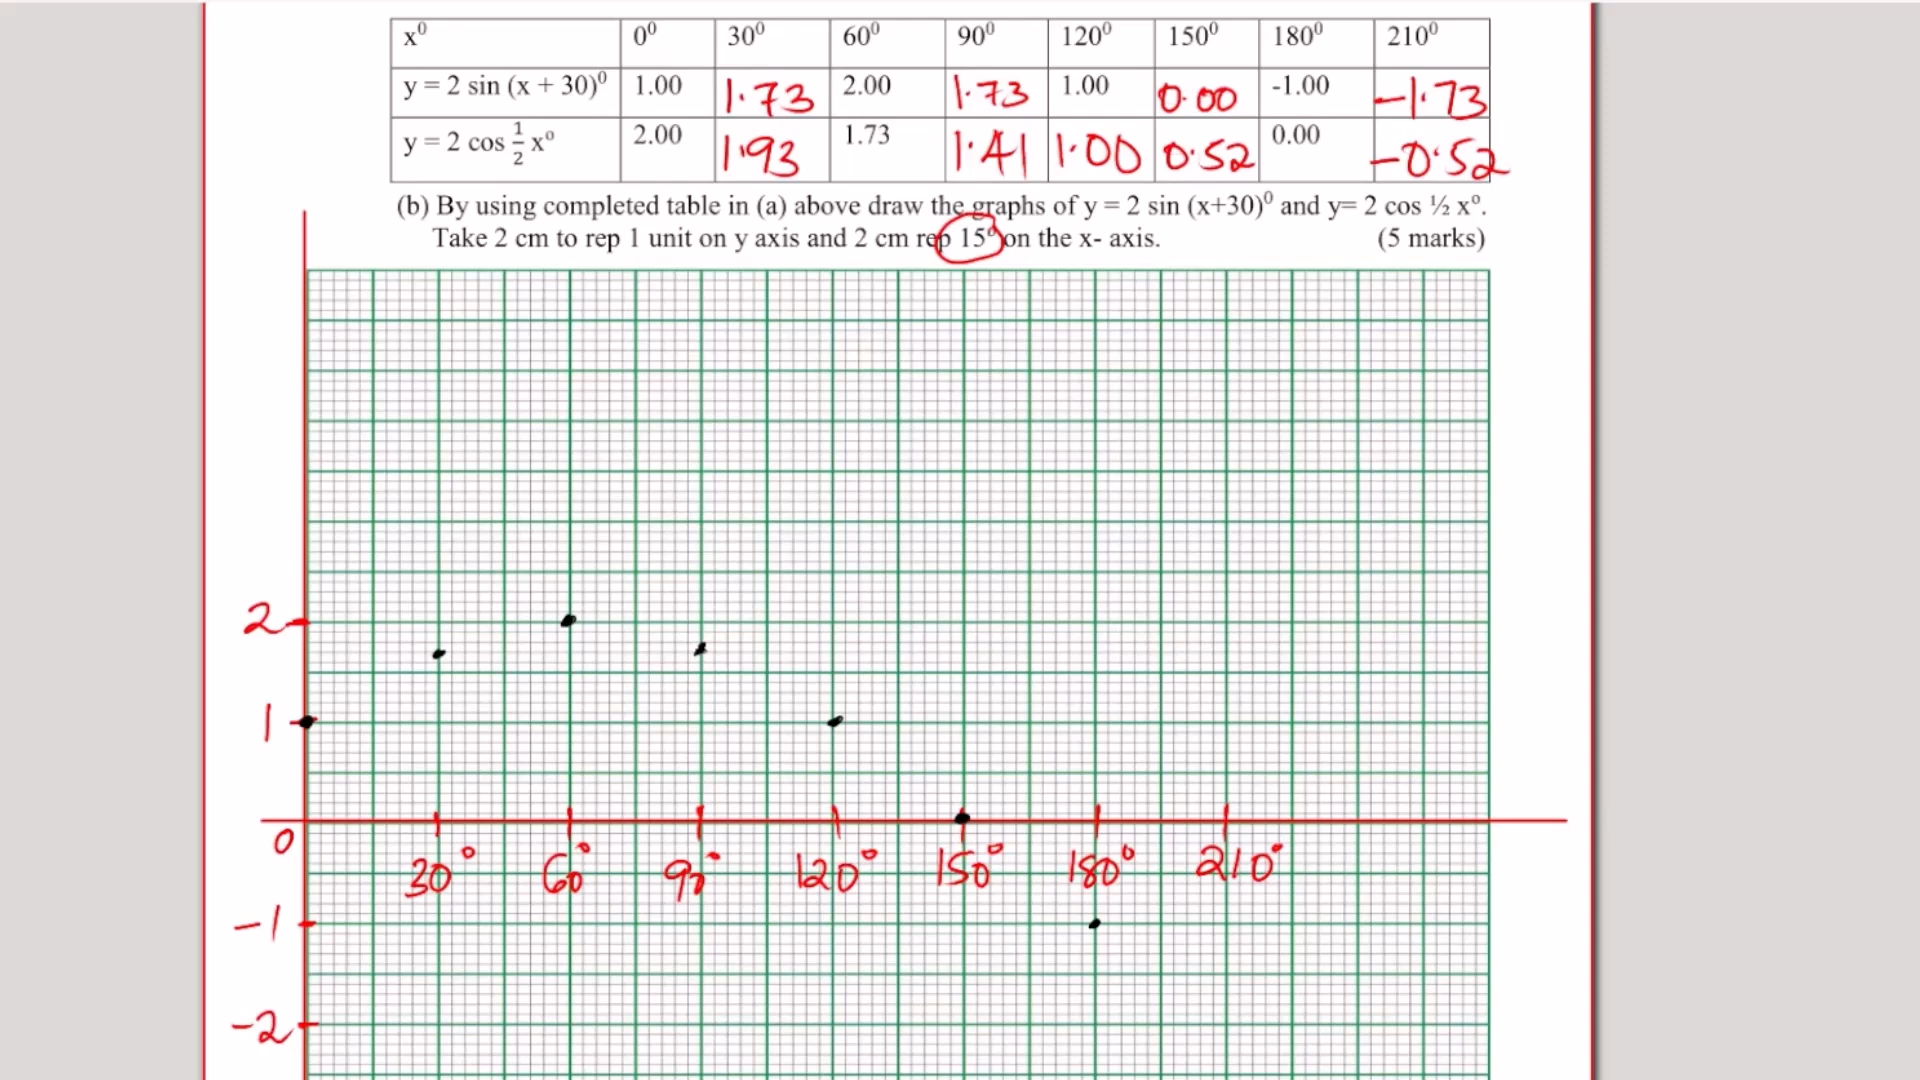 x⁰ 0⁰ 30⁰ 60⁰ 90⁰ 120⁰ 150⁰ 180⁰ 210⁰
y = 2 sin (x + 30)⁰ 1.00 1.73 2.00 1.73 1.00 0.00 -1.00 -1.73
y = 2 cos ½ x⁰ 2.00 1.93 1.73 1.41 1.00 0.52 0.00 -0.52
(b) By using completed table in (a) above draw the graphs of y = 2 sin (x+30)⁰ and y= 2 cos ½ x⁰.
Take 2 cm to rep 1 unit on y axis and 2 cm rep 15⁰ on the x- axis. (5 marks)
2
1
0
30° 60° 90° 120° 150° 180° 210°
-1
-2